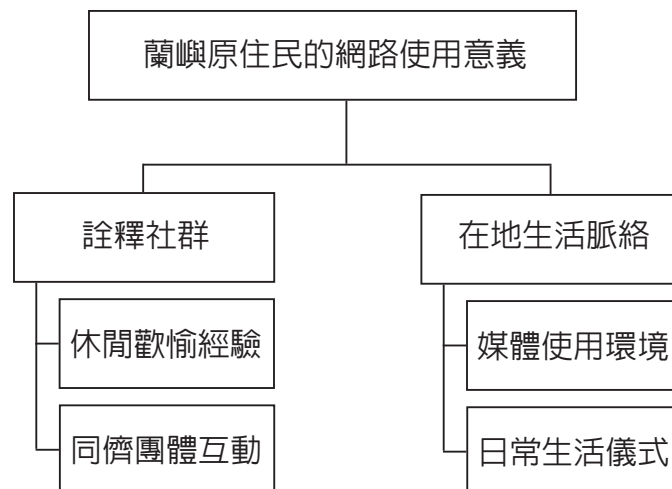 蘭嶼原住民的網路使用意義
詮釋社群
在地生活脈絡
休閒歡愉經驗
媒體使用環境
同儕團體互動
日常生活儀式